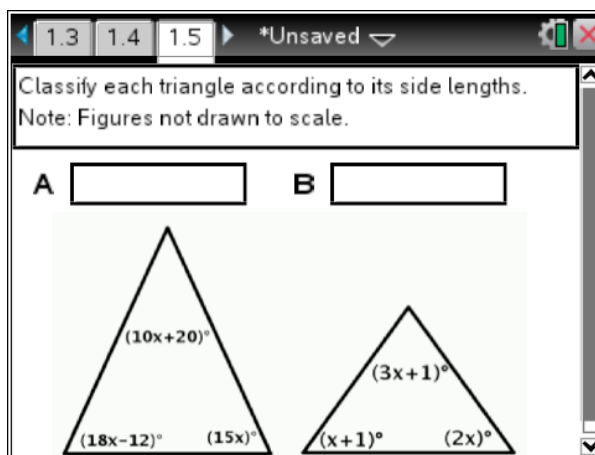 1.3 1.4 1.5 *Unsaved
Classify each triangle according to its side lengths.
Note: Figures not drawn to scale.
A B
(10x+20)°
(3x+1)°
(18x−12)° (15x)° (x+1)° (2x)°